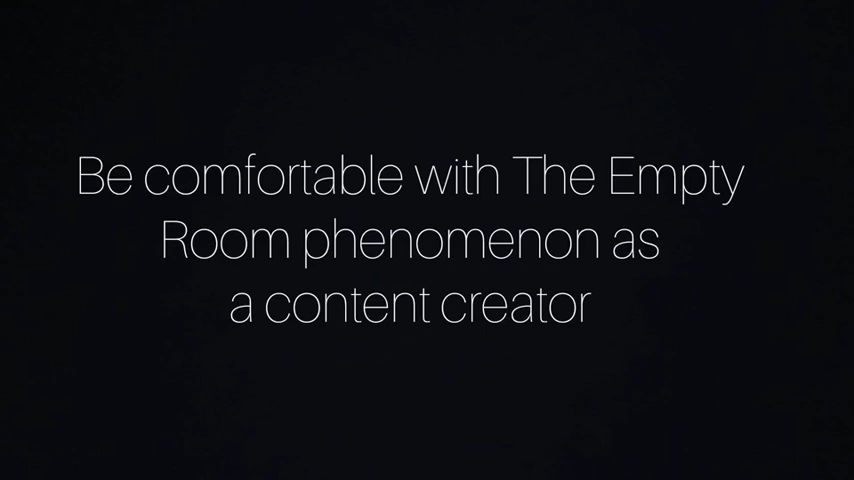 Be comfortable with The Empty
Room phenomenon as
a content creator